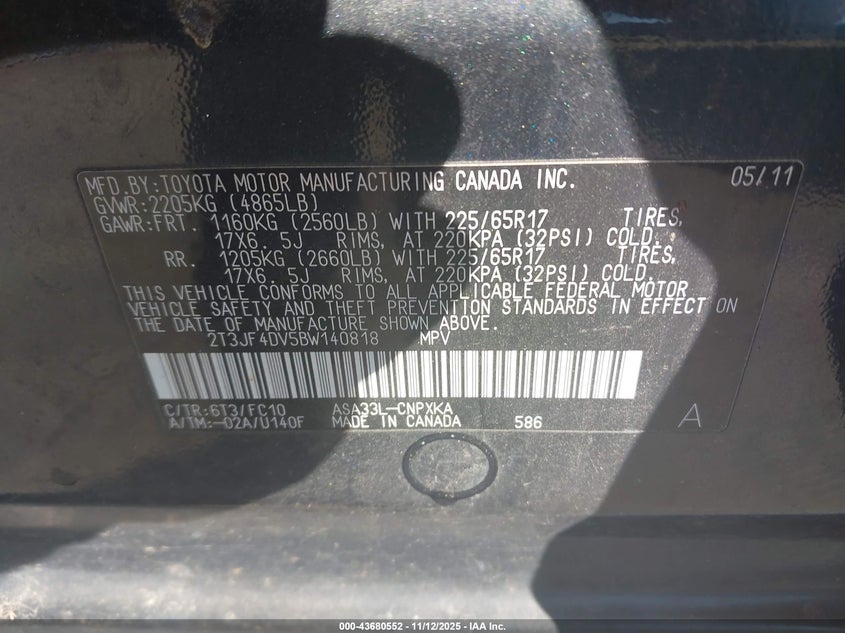 MFD.BY:TOYOTA MOTOR MANUFACTURING CANADA INC. 05/11
GVWR:2205KG (4865LB)
GAWR:FRT. 1160KG (2560LB) WITH 225/65R17 TIRES,
17X6. 5J RIMS, AT 220KPA (32PSI) COLD.
RR. 1205KG (2660LB) WITH 225/65R17 TIRES,
17X6. 5J RIMS, AT 220KPA (32PSI) COLD.
THIS VEHICLE CONFORMS TO ALL APPLICABLE FEDERAL MOTOR
VEHICLE SAFETY AND THEFT PREVENTION STANDARDS IN EFFECT ON
THE DATE OF MANUFACTURE SHOWN ABOVE.
2T3JF4DV5BW140818 MPV
C/TR:6T3/FC10 ASA33L-CNPXKA
A/TM:-02A/U140F MADE IN CANADA 586 A
000-43680552 - 11/12/2025 - IAA Inc.